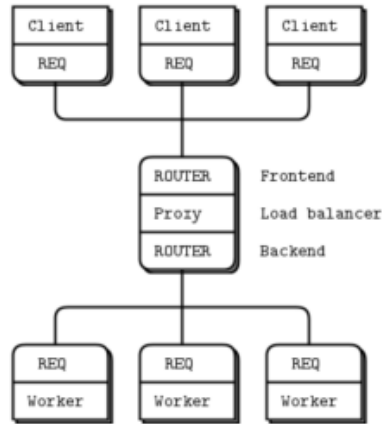 Client Client Client
REQ REQ REQ
ROUTER Frontend
Proxy Load balancer
ROUTER Backend
REQ REQ REQ
Worker Worker Worker